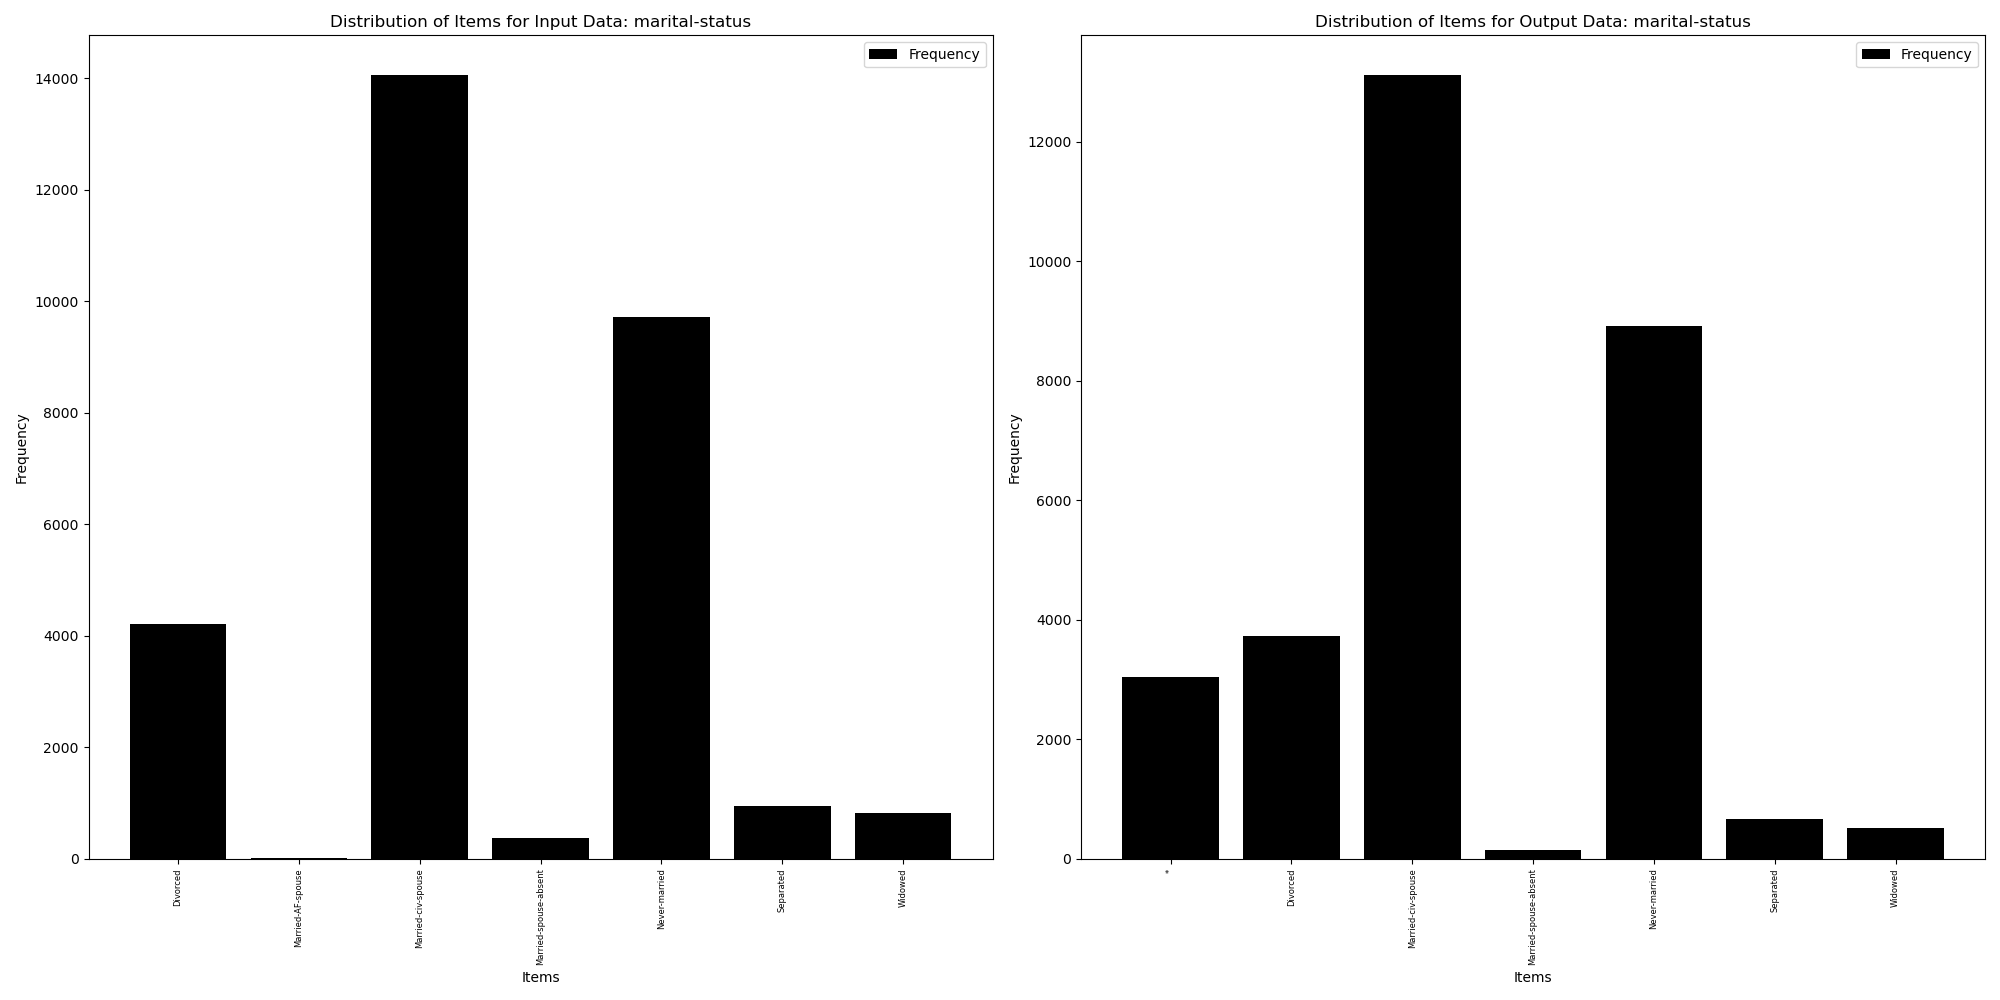 Distribution of Items for Input Data: marital-status
Frequency
14000
12000
10000
8000
6000
4000
2000
0
Frequency
Divorced
Married-AF-spouse
Married-civ-spouse
Married-spouse-absent
Never-married
Separated
Widowed
Items
Distribution of Items for Output Data: marital-status
Frequency
12000
10000
8000
6000
4000
2000
0
Frequency
*
Divorced
Married-civ-spouse
Married-spouse-absent
Never-married
Separated
Widowed
Items